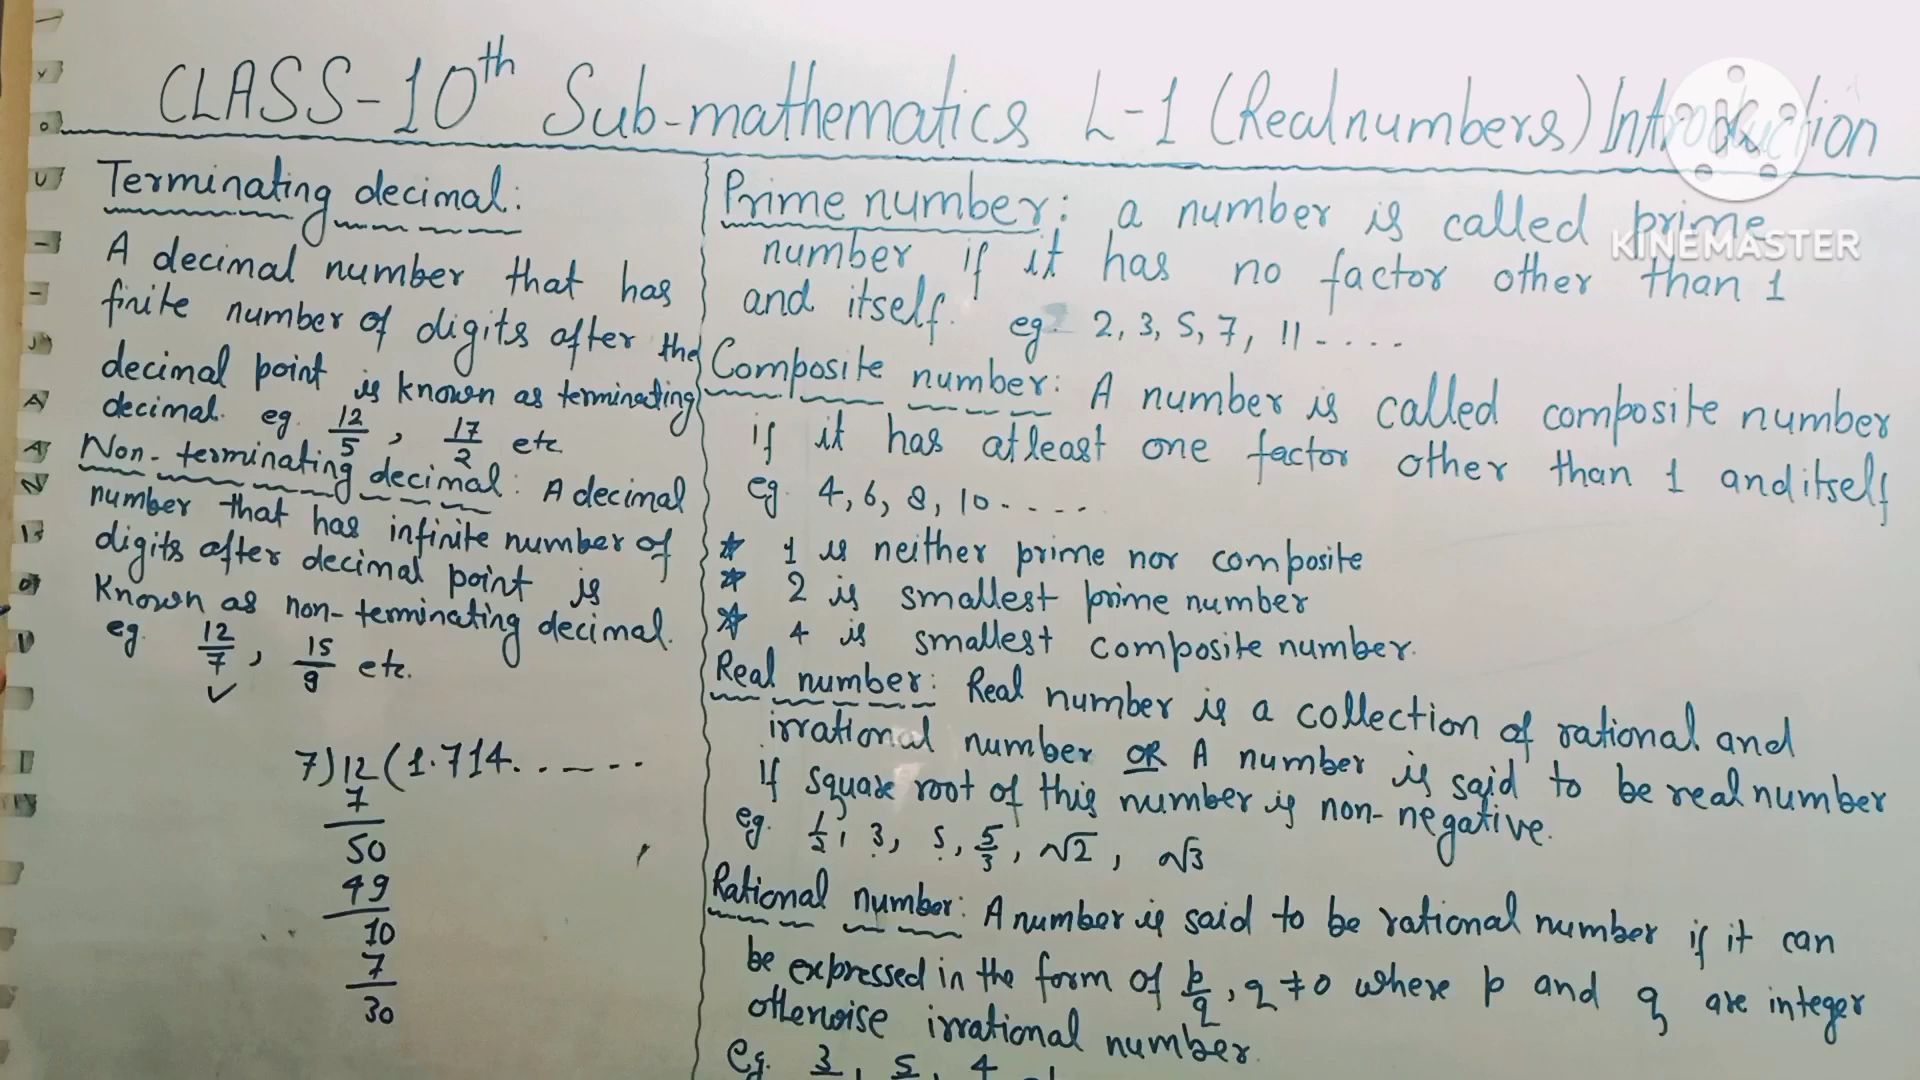 CLASS-10th Sub-mathematics L-1 (Real numbers) Introduction
KINEMASTER
Terminating decimal:
A decimal number that has
finite number of digits after the
decimal point is known as terminating
decimal. eg. 12/5, 17/2 etc
Non-terminating decimal: A decimal
number that has infinite number of
digits after decimal point is
known as non-terminating decimal.
eg. 12/7, 15/9 etc.
7)12(1.714......
7
50
49
10
7
30
Prime number: a number is called prime
number if it has no factor other than 1
and itself. eg. 2, 3, 5, 7, 11 ....
Composite number: A number is called composite number
if it has atleast one factor other than 1 and itself
eg. 4, 6, 8, 10 ....
☆ 1 is neither prime nor composite
☆ 2 is smallest prime number
☆ 4 is smallest composite number.
Real number: Real number is a collection of rational and
irrational number OR A number is said to be real number
if square root of this number is non-negative.
eg. 1/2, 3, 5, 5/3, √2, √3
Rational number: A number is said to be rational number if it can
be expressed in the form of p/q, q ≠ 0 where p and q are integer
otherwise irrational number.
eg. 3, 5, 4